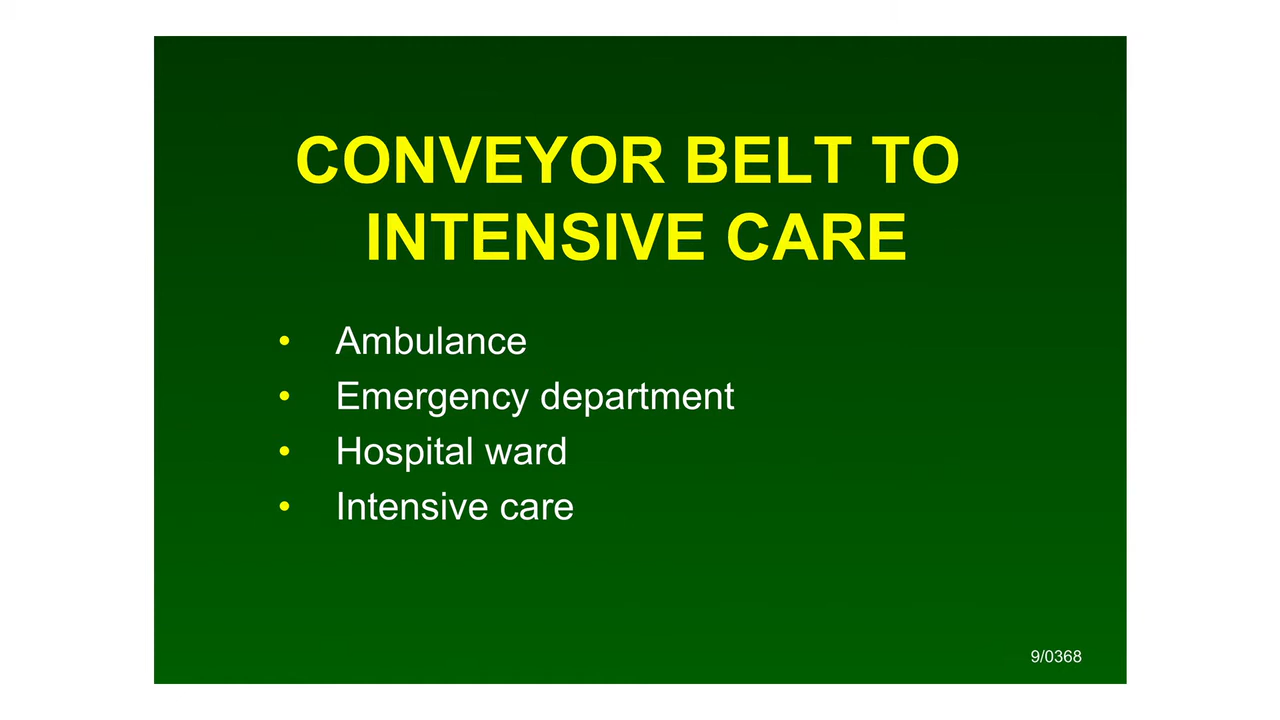 CONVEYOR BELT TO
INTENSIVE CARE
• Ambulance
• Emergency department
• Hospital ward
• Intensive care
9/0368